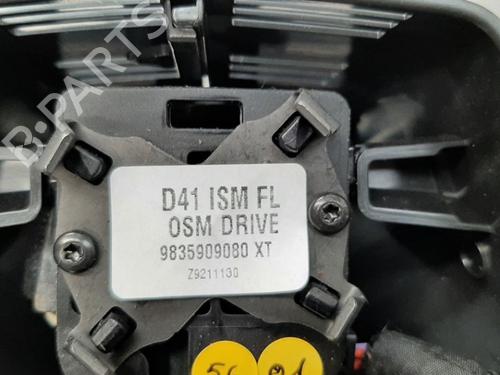 B-PARTS
D41 ISM FL
OSM DRIVE
9835909080 XT
Z9211130